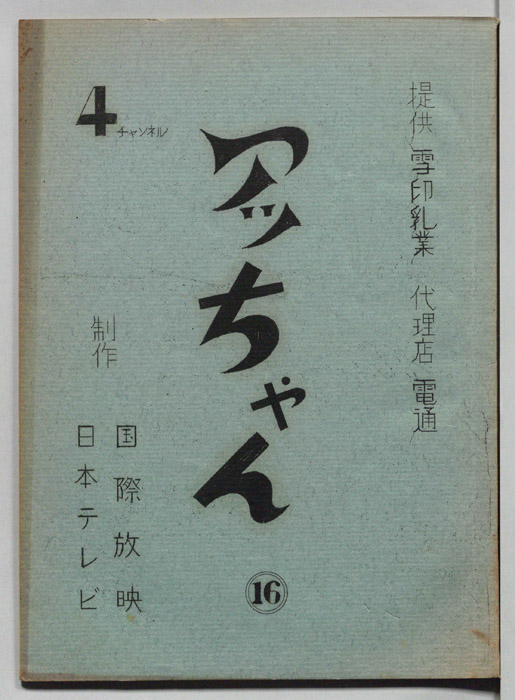 提供 雪印乳業 代理店 電通
アッちゃん
⑯
4チャンネル
制作
国際放映
日本テレビ